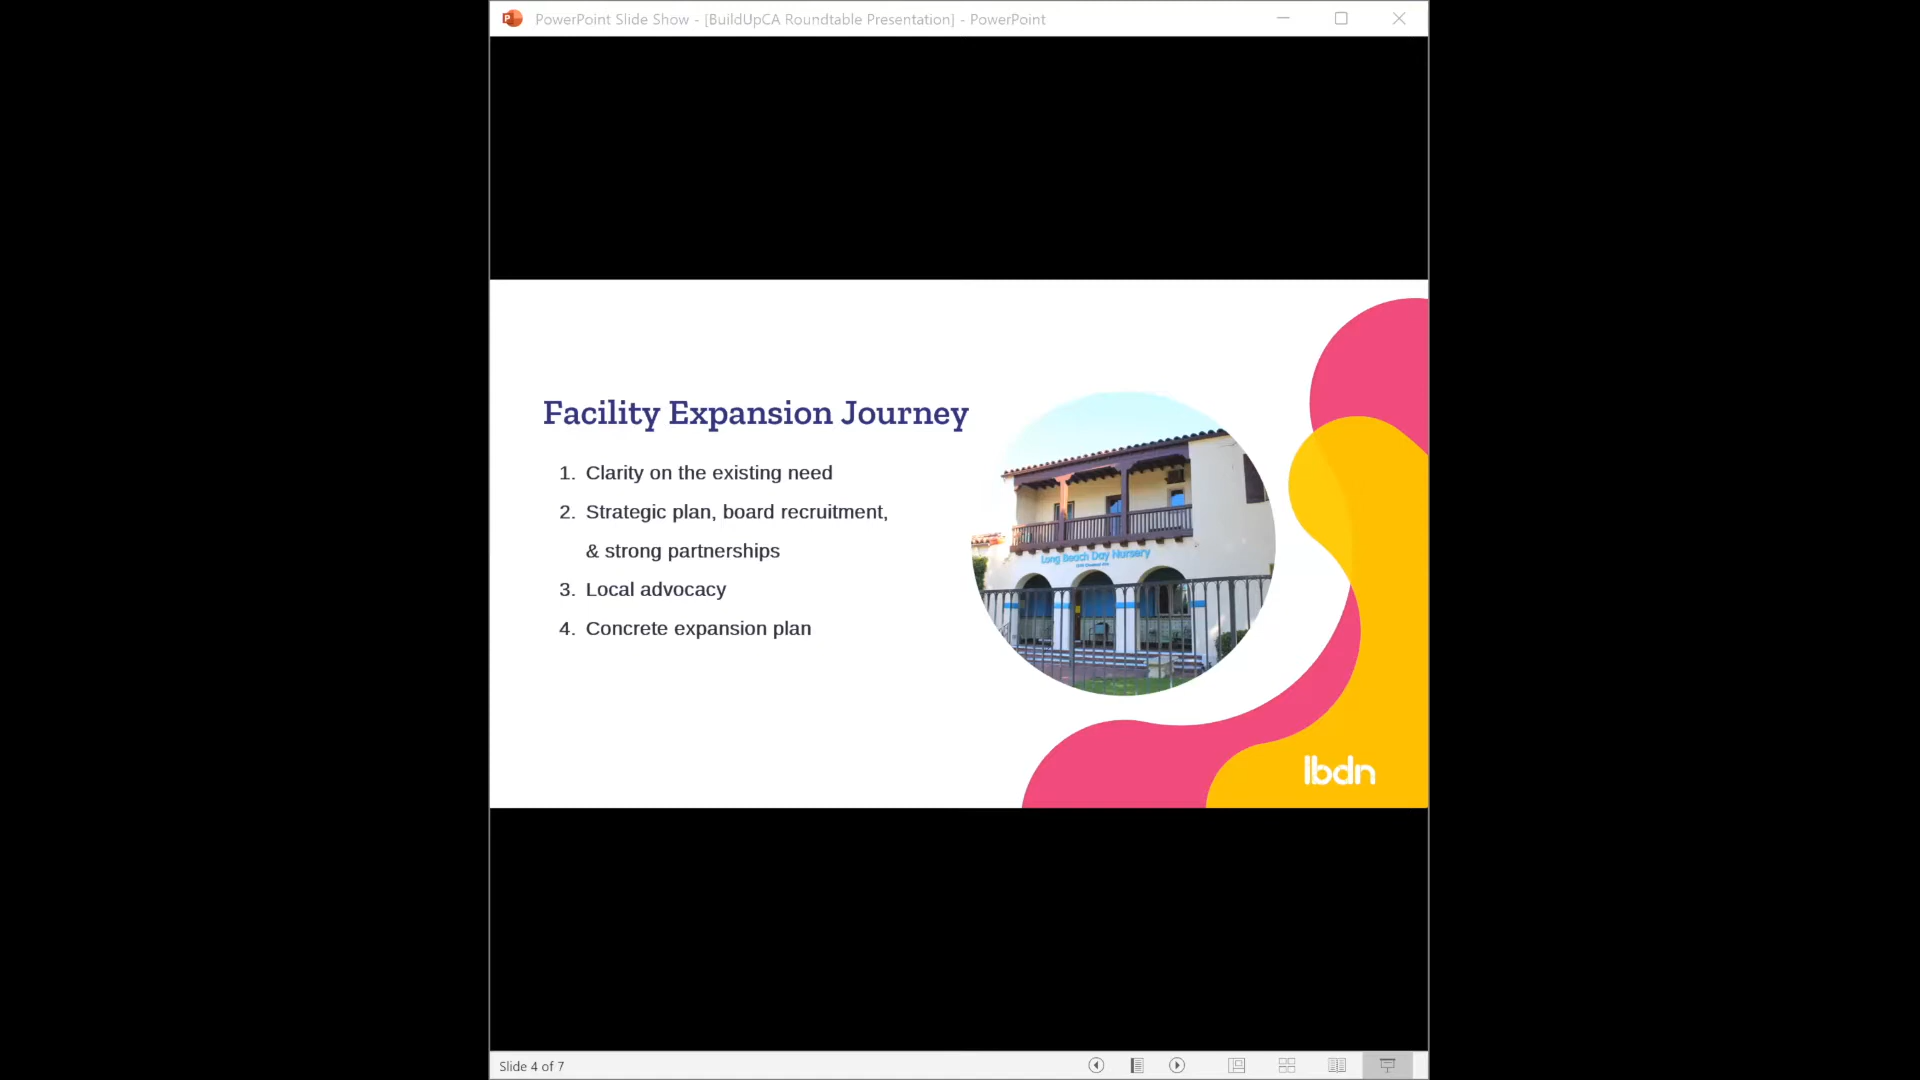 PowerPoint Slide Show - [BuildUpCA Roundtable Presentation] - PowerPoint
Facility Expansion Journey
1. Clarity on the existing need
2. Strategic plan, board recruitment,
& strong partnerships
3. Local advocacy
4. Concrete expansion plan
Long Beach Day Nursery
lbdn
Slide 4 of 7